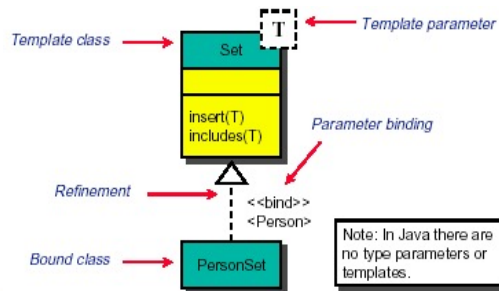 Template class
T
Template parameter
Set
insert(T)
includes(T)
Parameter binding
Refinement
<<bind>>
<Person>
Bound class
PersonSet
Note: In Java there are
no type parameters or
templates.